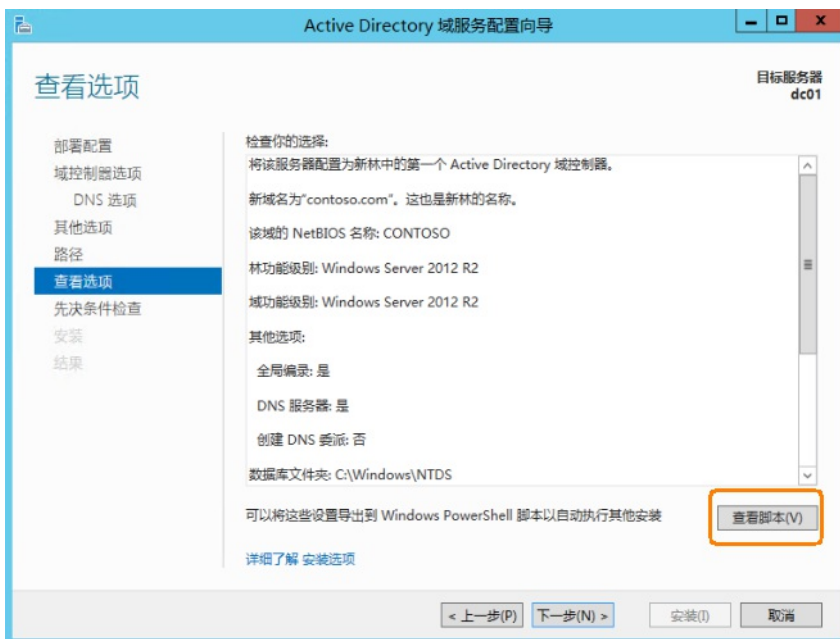 Active Directory 域服务配置向导
查看选项
目标服务器
dc01
部署配置
域控制器选项
DNS 选项
其他选项
路径
查看选项
先决条件检查
安装
结果
检查你的选择:
将该服务器配置为新林中的第一个 Active Directory 域控制器。
新域名为"contoso.com"。这也是新林的名称。
该域的 NetBIOS 名称: CONTOSO
林功能级别: Windows Server 2012 R2
域功能级别: Windows Server 2012 R2
其他选项:
全局编录: 是
DNS 服务器: 是
创建 DNS 委派: 否
数据库文件夹: C:\Windows\NTDS
可以将这些设置导出到 Windows PowerShell 脚本以自动执行其他安装
查看脚本(V)
详细了解 安装选项
< 上一步(P)
下一步(N) >
安装(I)
取消